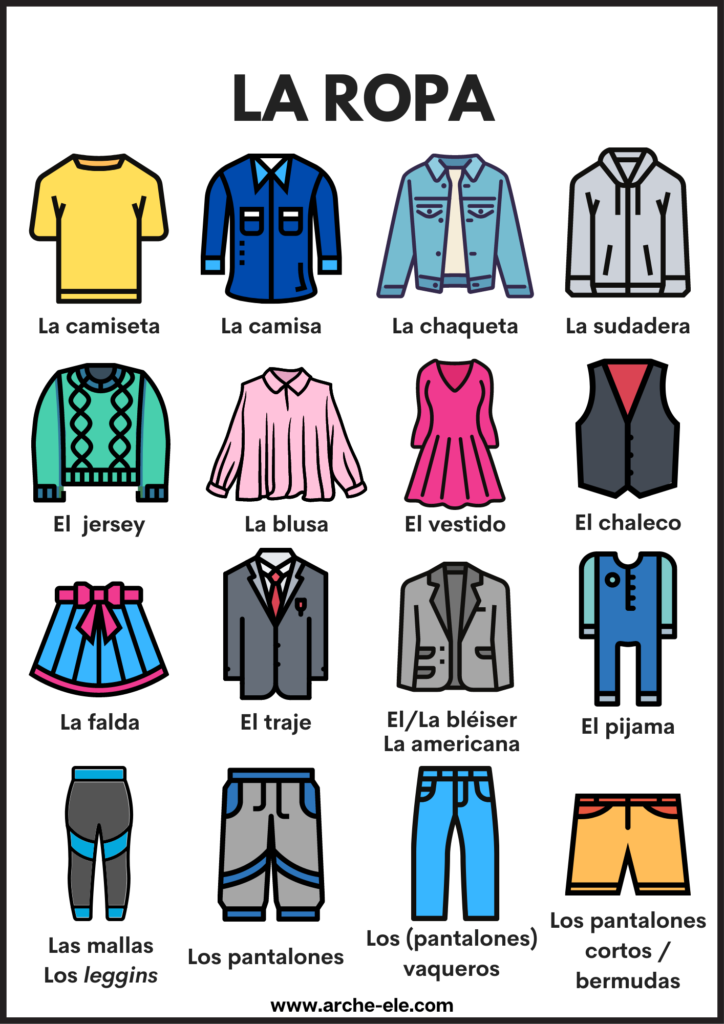 LA ROPA
La camiseta
La camisa
La chaqueta
La sudadera
El jersey
La blusa
El vestido
El chaleco
La falda
El traje
El/La bléiser
La americana
El pijama
Las mallas
Los leggins
Los pantalones
Los (pantalones)
vaqueros
Los pantalones
cortos /
bermudas
www.arche-ele.com